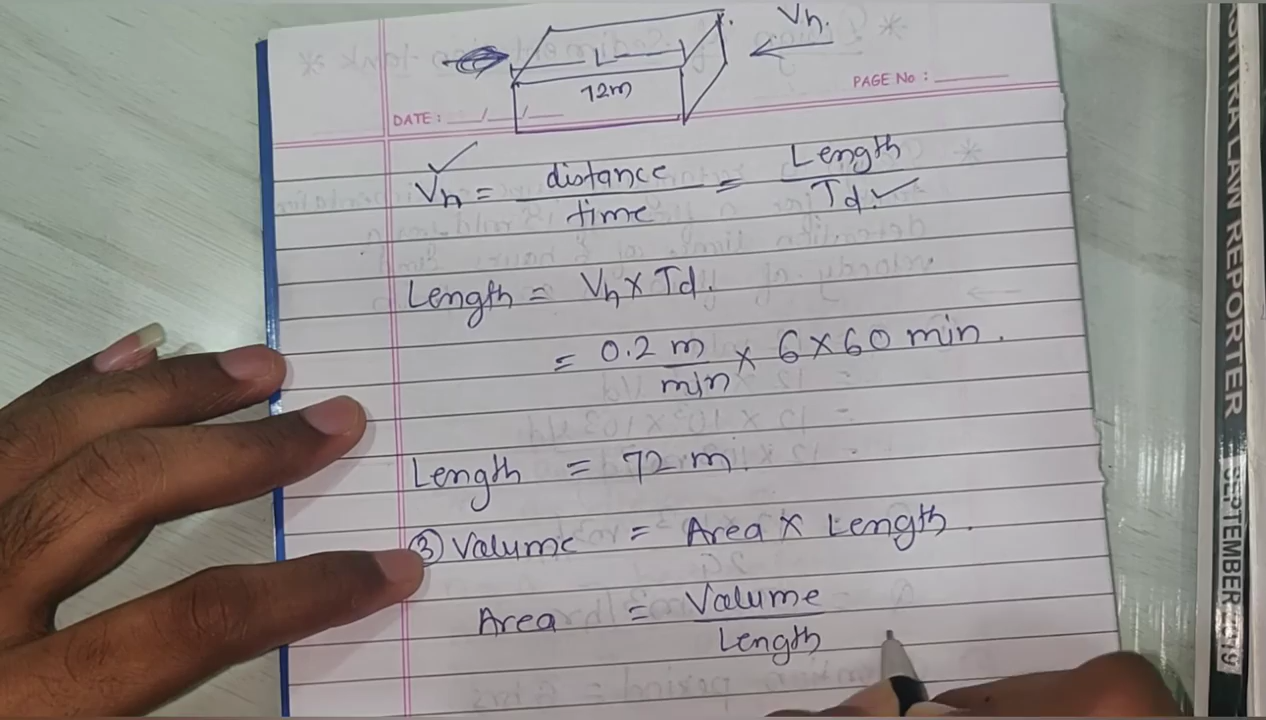 Vh.
L
72m
PAGE No :
DATE : / /
Vh = distance / time = Length / Td.
Length = Vh x Td.
= 0.2 m/min x 6 x 60 min.
Length = 72 m.
③ Volume = Area x Length.
Area = Volume / Length
LAW REPORTER
SEPTEMBER